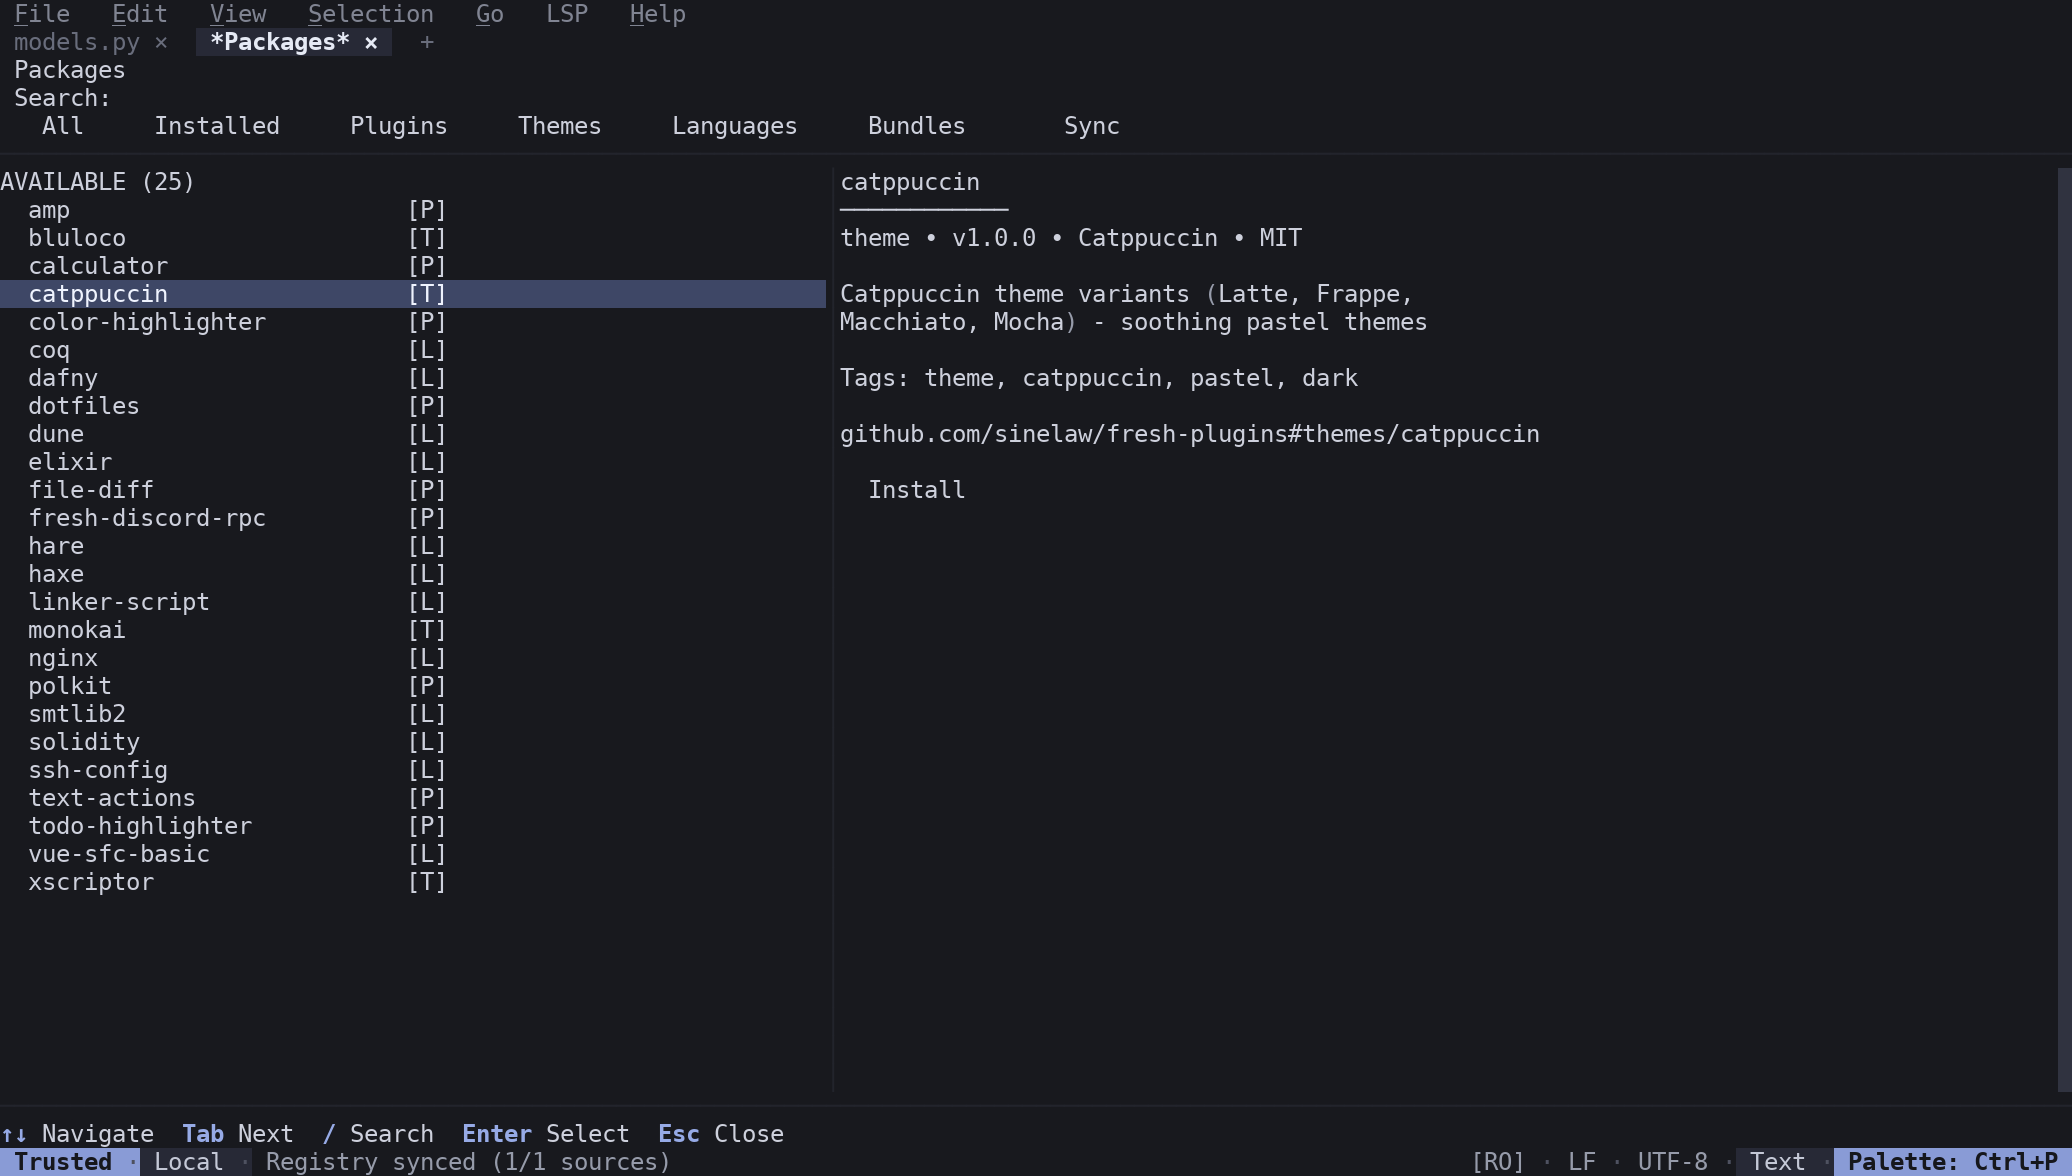 File Edit View Selection Go LSP Help
models.py × *Packages* × +
Packages
Search:
All Installed Plugins Themes Languages Bundles Sync
AVAILABLE (25)
amp [P]
bluloco [T]
calculator [P]
catppuccin [T]
color-highlighter [P]
coq [L]
dafny [L]
dotfiles [P]
dune [L]
elixir [L]
file-diff [P]
fresh-discord-rpc [P]
hare [L]
haxe [L]
linker-script [L]
monokai [T]
nginx [L]
polkit [P]
smtlib2 [L]
solidity [L]
ssh-config [L]
text-actions [P]
todo-highlighter [P]
vue-sfc-basic [L]
xscriptor [T]
catppuccin
────────────
theme • v1.0.0 • Catppuccin • MIT
Catppuccin theme variants (Latte, Frappe,
Macchiato, Mocha) - soothing pastel themes
Tags: theme, catppuccin, pastel, dark
github.com/sinelaw/fresh-plugins#themes/catppuccin
Install
↑↓ Navigate Tab Next / Search Enter Select Esc Close
Trusted · Local · Registry synced (1/1 sources) [RO] · LF · UTF-8 · Text · Palette: Ctrl+P